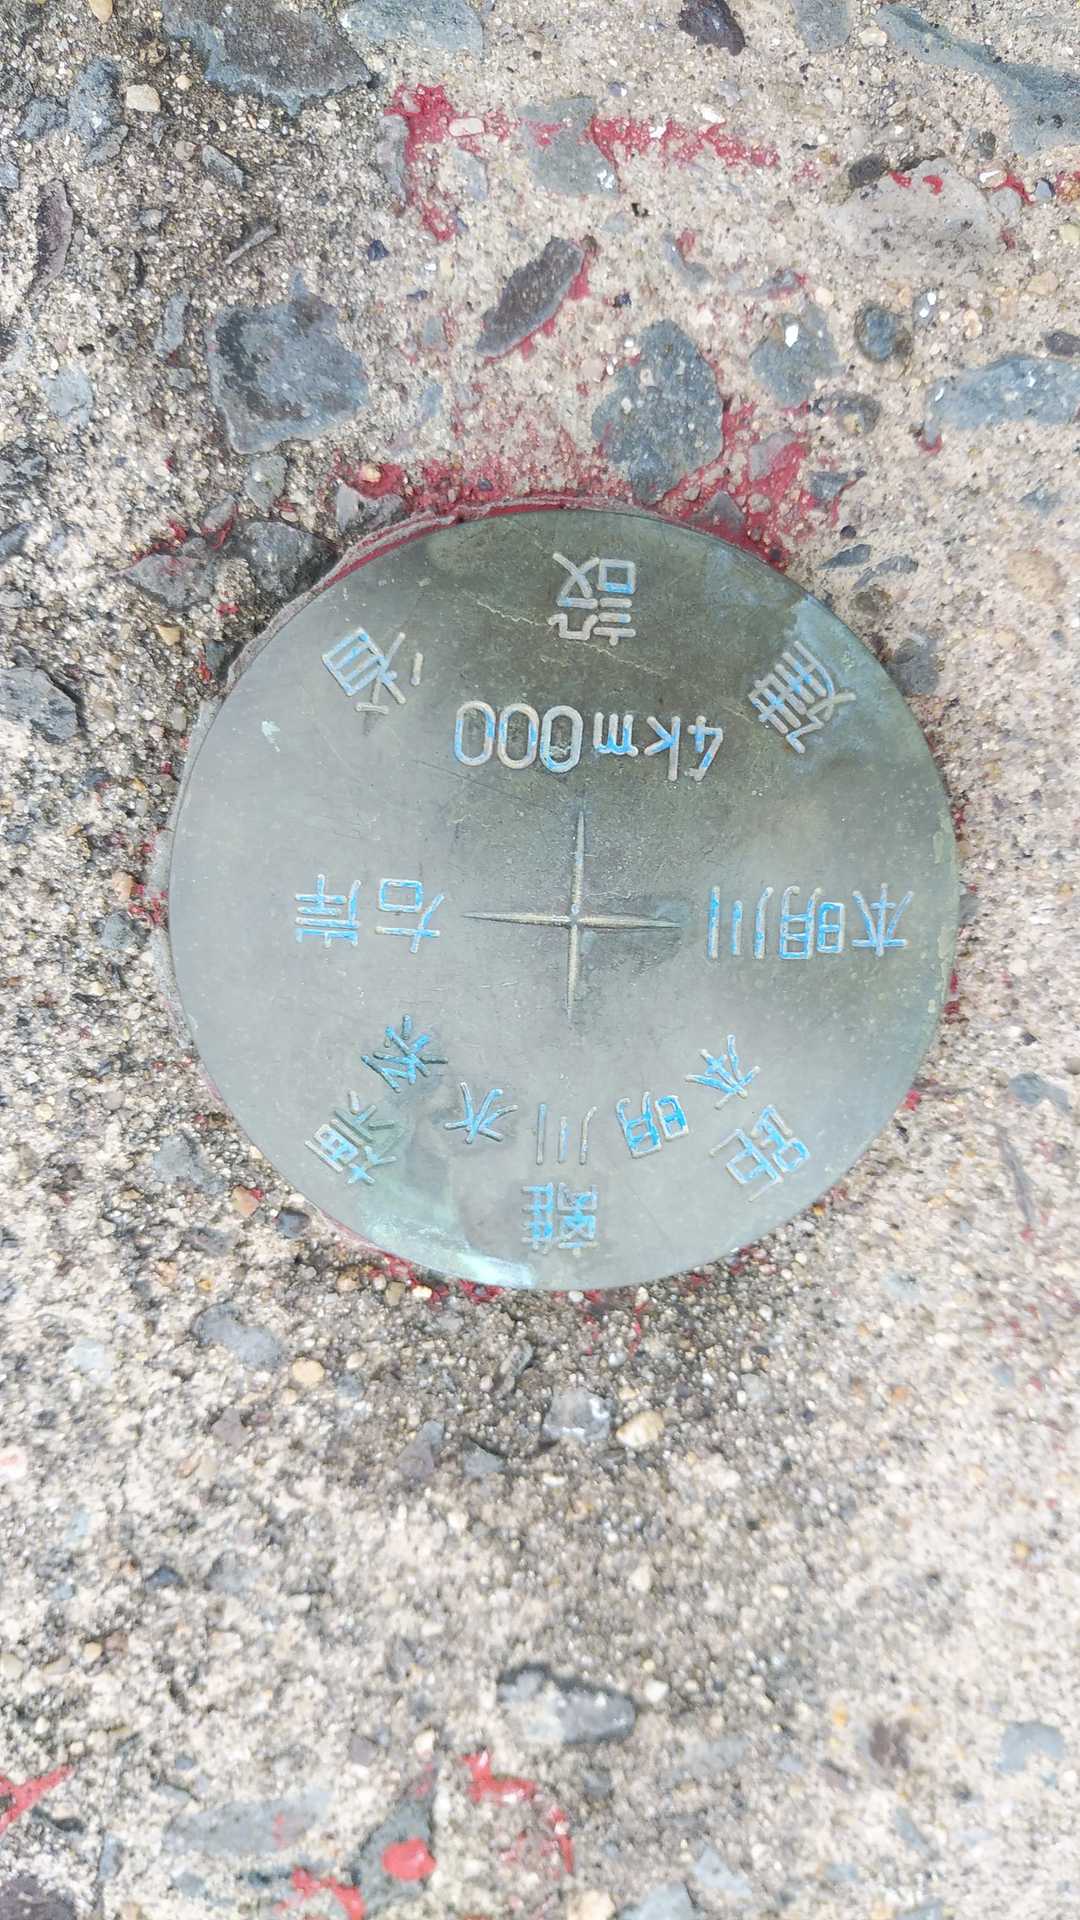 距離標
本明川水系
本明川 右岸
4km000
建設省